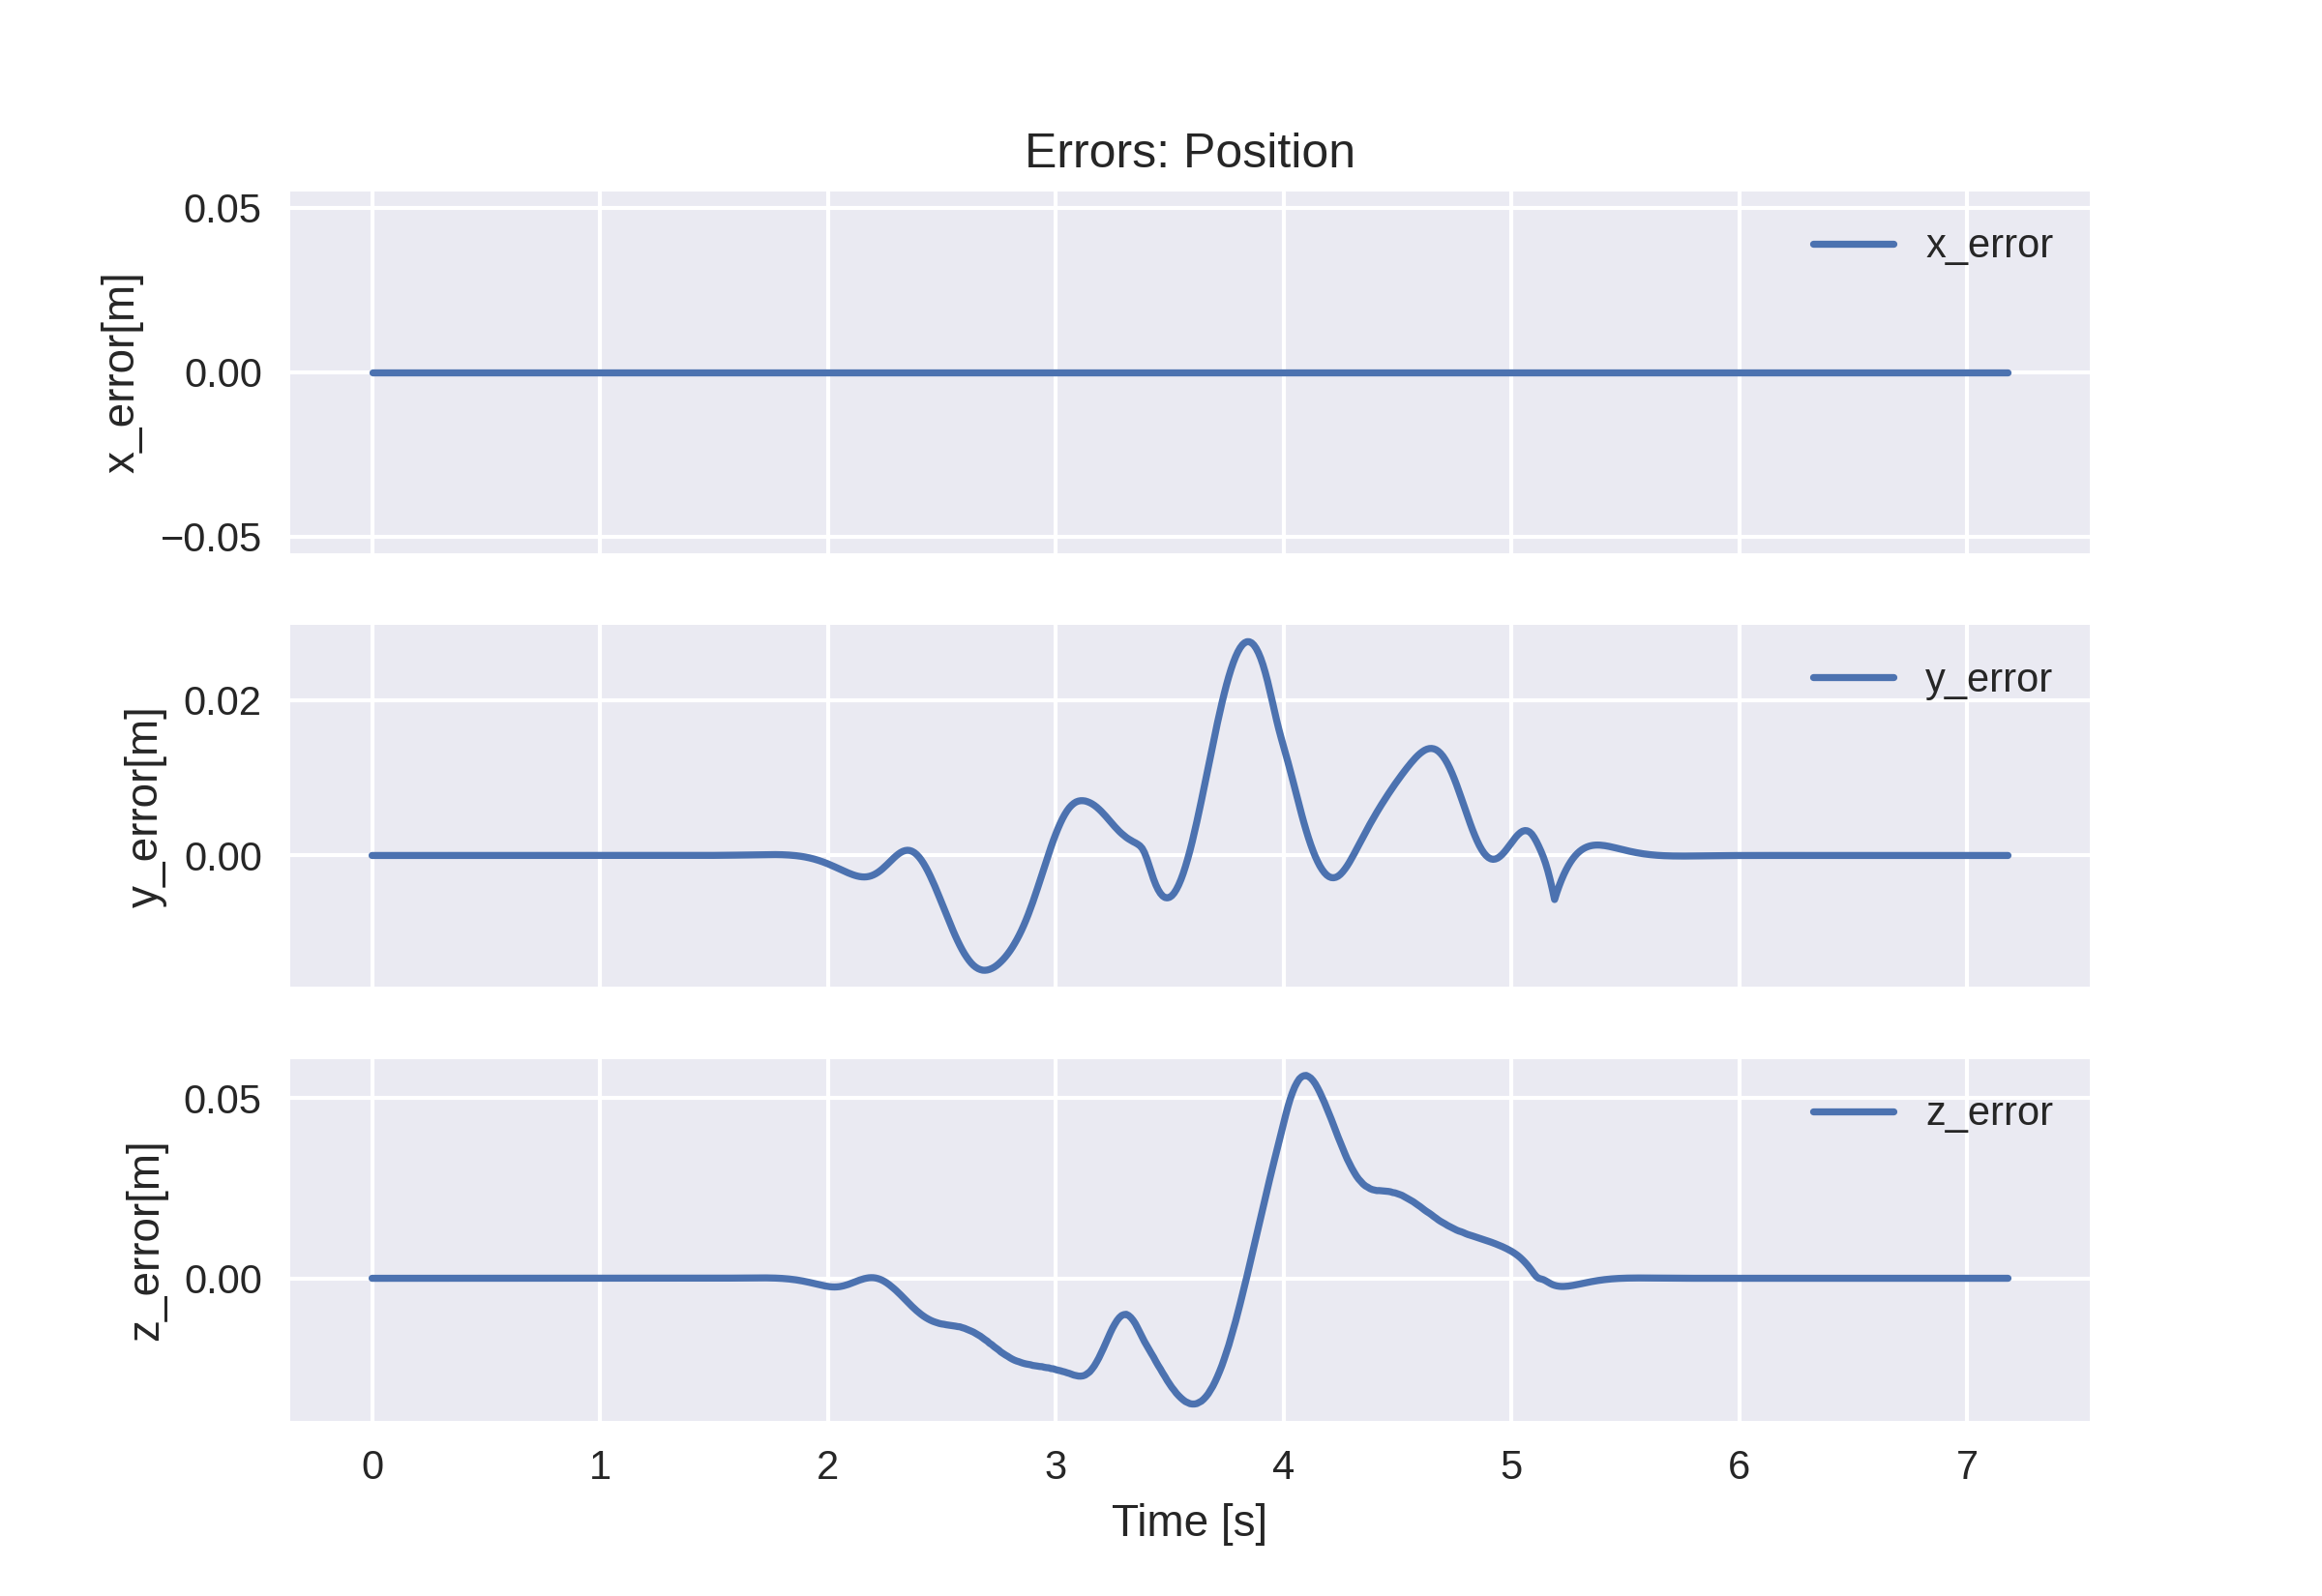 Errors: Position
0.05
0.00
−0.05
x_error[m]
x_error
0.02
0.00
y_error[m]
y_error
0.05
0.00
z_error[m]
z_error
0 1 2 3 4 5 6 7
Time [s]